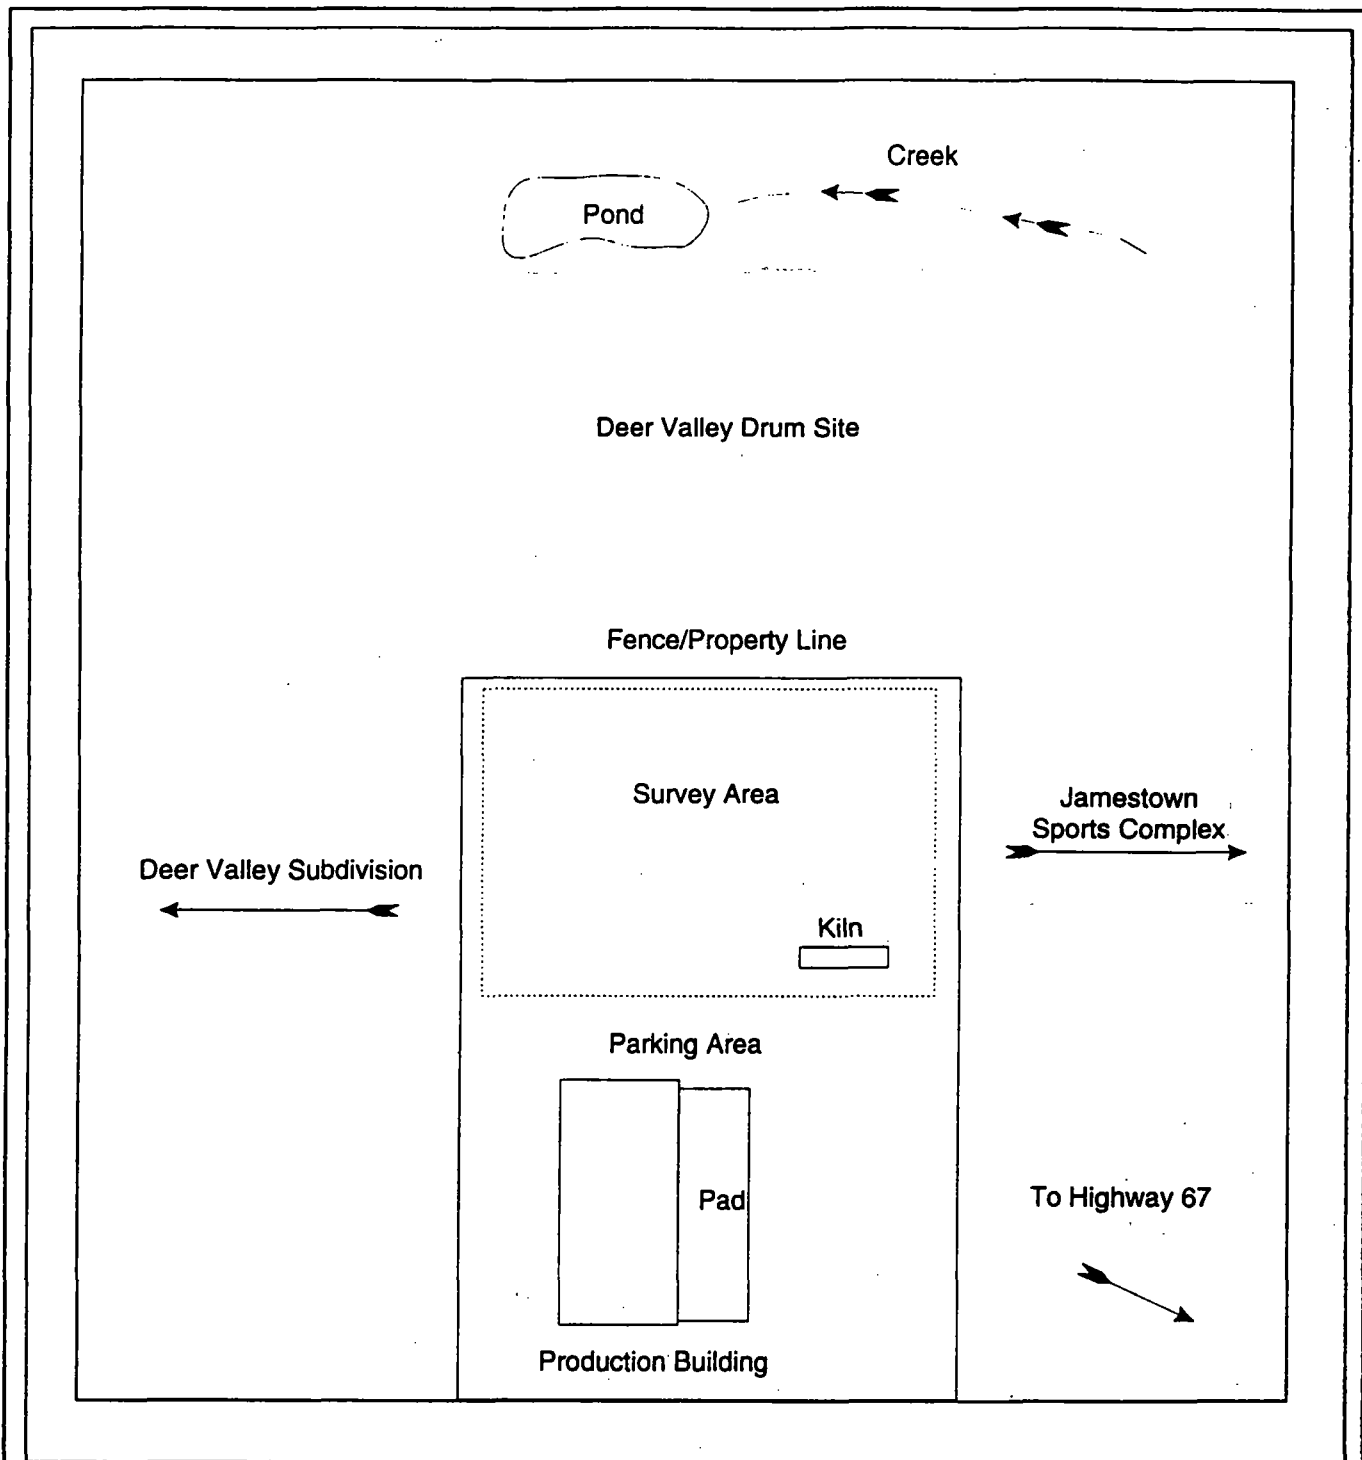 Creek
Pond
Deer Valley Drum Site
Fence/Property Line
Survey Area
Jamestown
Sports Complex
Deer Valley Subdivision
Kiln
Parking Area
Pad
To Highway 67
Production Building